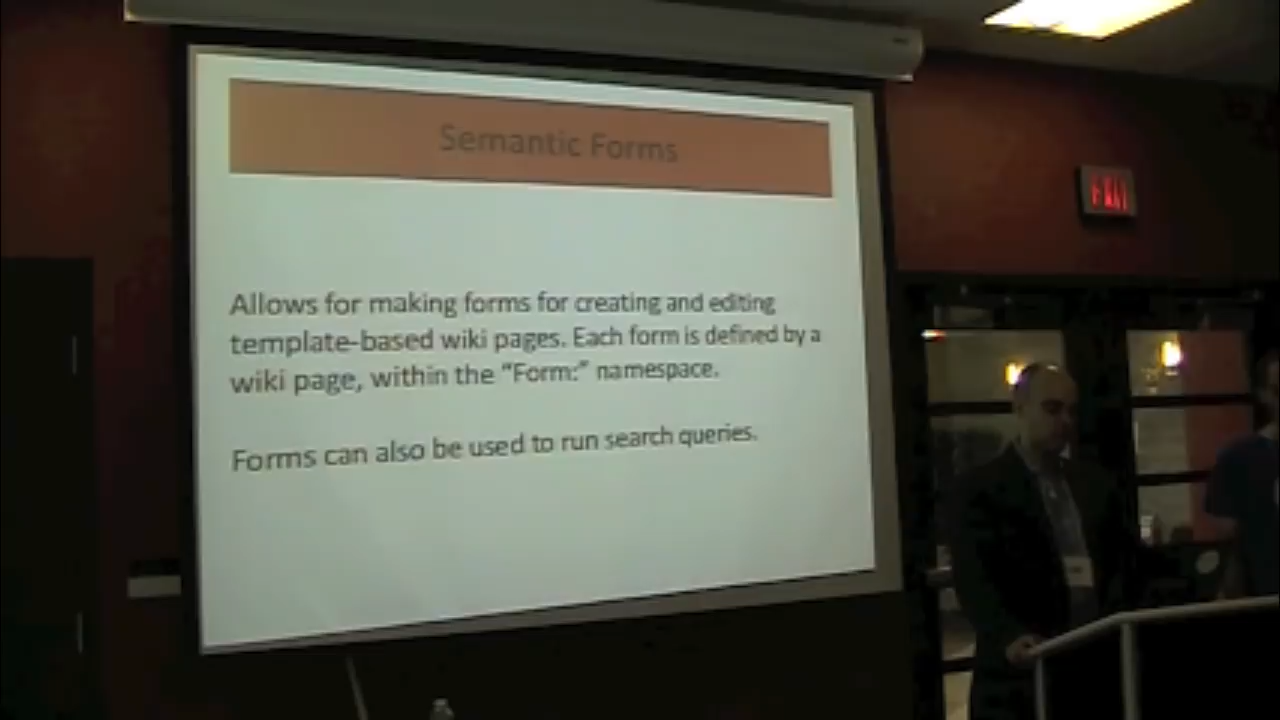 Semantic Forms
Allows for making forms for creating and editing
template-based wiki pages. Each form is defined by a
wiki page, within the “Form:” namespace.
Forms can also be used to run search queries.
EXIT